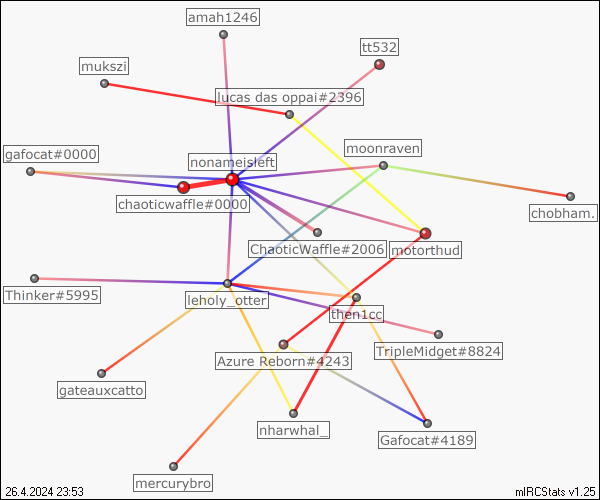 amah1246
tt532
mukszi
lucas das oppai#2396
moonraven
gafocat#0000
nonameisleft
chaoticwaffle#0000
chobham.
ChaoticWaffle#2006
motorthud
Thinker#5995
leholy_otter
then1cc
TripleMidget#8824
Azure Reborn#4243
gateauxcatto
nharwhal_
Gafocat#4189
mercurybro
26.4.2024 23:53
mIRCStats v1.25